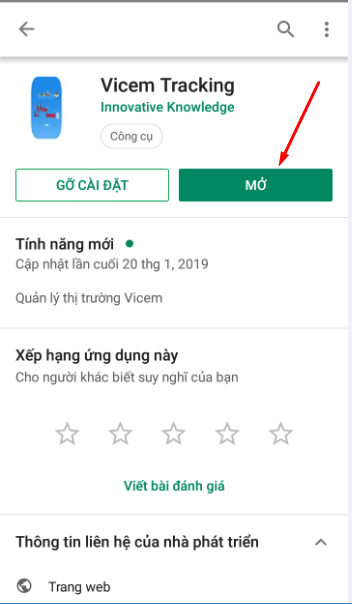 Vicem Tracking
Innovative Knowledge
Công cụ
GỠ CÀI ĐẶT
MỞ
Tính năng mới
Cập nhật lần cuối 20 thg 1, 2019
Quản lý thị trường Vicem
Xếp hạng ứng dụng này
Cho người khác biết suy nghĩ của bạn
Viết bài đánh giá
Thông tin liên hệ của nhà phát triển
Trang web